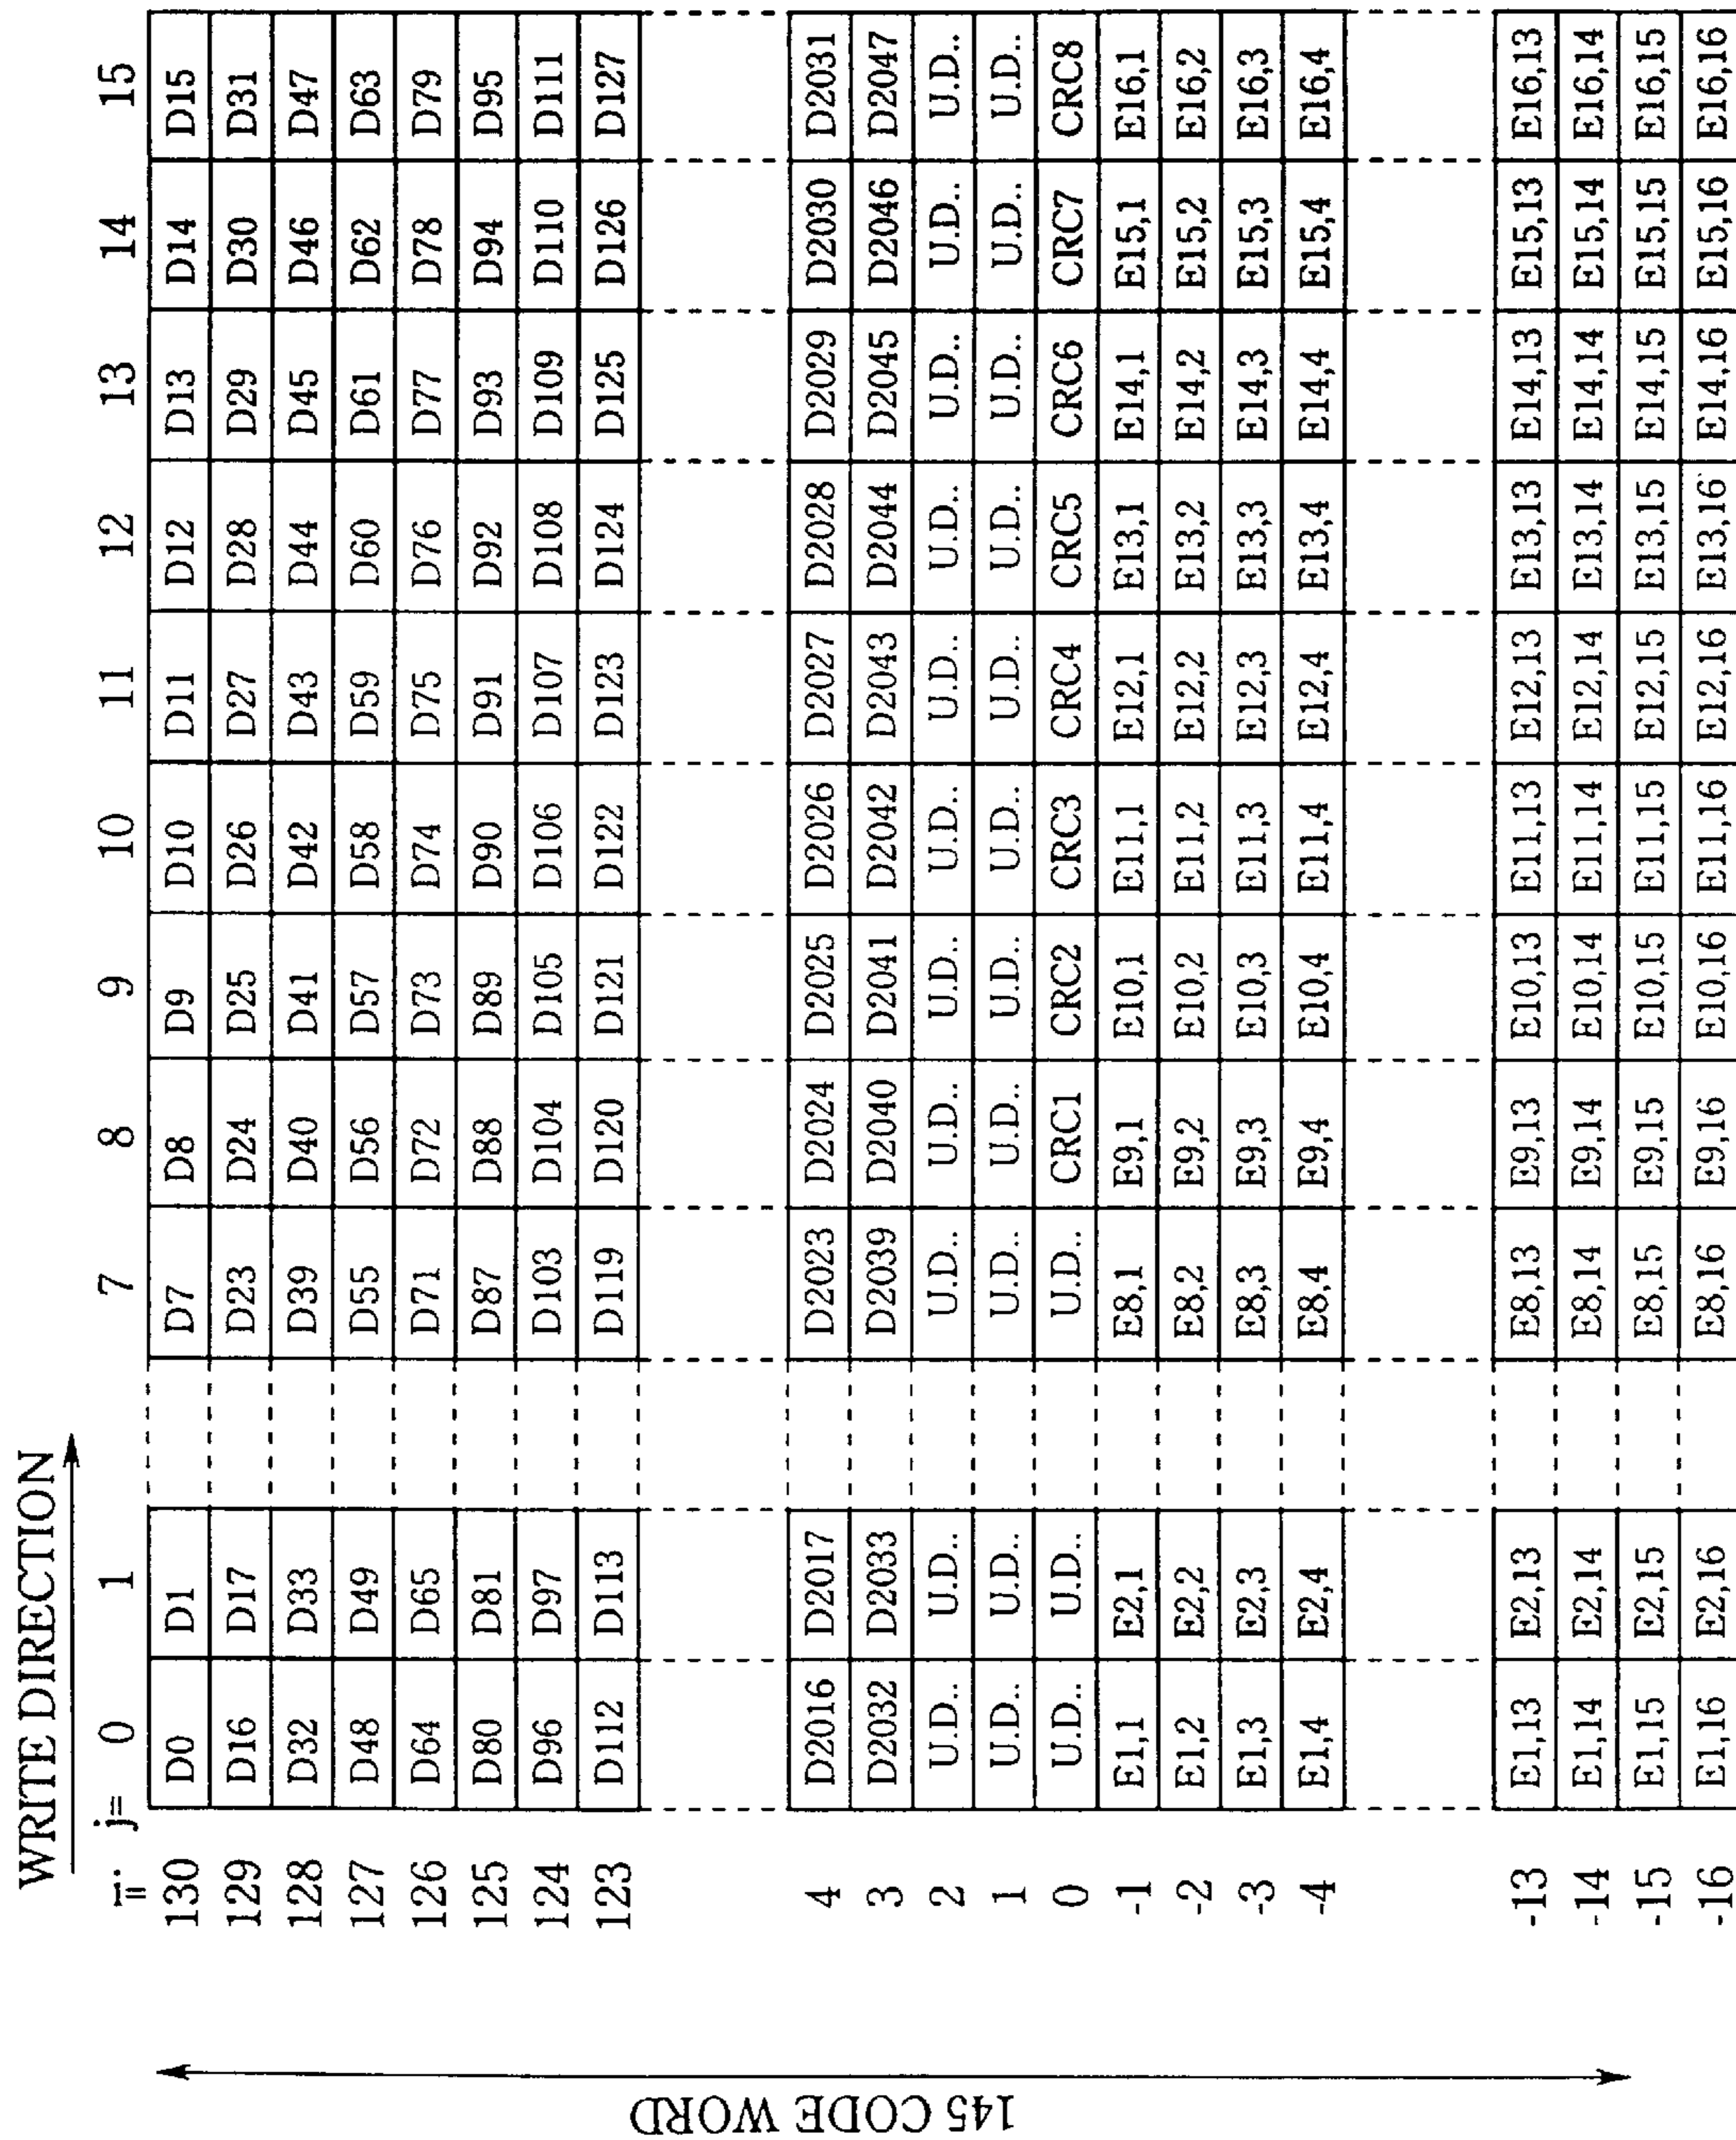 WRITE DIRECTION
j= 0 1 7 8 9 10 11 12 13 14 15
i=
130 D0 D1 D7 D8 D9 D10 D11 D12 D13 D14 D15
129 D16 D17 D23 D24 D25 D26 D27 D28 D29 D30 D31
128 D32 D33 D39 D40 D41 D42 D43 D44 D45 D46 D47
127 D48 D49 D55 D56 D57 D58 D59 D60 D61 D62 D63
126 D64 D65 D71 D72 D73 D74 D75 D76 D77 D78 D79
125 D80 D81 D87 D88 D89 D90 D91 D92 D93 D94 D95
124 D96 D97 D103 D104 D105 D106 D107 D108 D109 D110 D111
123 D112 D113 D119 D120 D121 D122 D123 D124 D125 D126 D127
4 D2016 D2017 D2023 D2024 D2025 D2026 D2027 D2028 D2029 D2030 D2031
3 D2032 D2033 D2039 D2040 D2041 D2042 D2043 D2044 D2045 D2046 D2047
2 U.D.. U.D.. U.D.. U.D.. U.D.. U.D.. U.D.. U.D.. U.D.. U.D.. U.D..
1 U.D.. U.D.. U.D.. U.D.. U.D.. U.D.. U.D.. U.D.. U.D.. U.D.. U.D..
0 U.D.. U.D.. U.D.. CRC1 CRC2 CRC3 CRC4 CRC5 CRC6 CRC7 CRC8
-1 E1,1 E2,1 E8,1 E9,1 E10,1 E11,1 E12,1 E13,1 E14,1 E15,1 E16,1
-2 E1,2 E2,2 E8,2 E9,2 E10,2 E11,2 E12,2 E13,2 E14,2 E15,2 E16,2
-3 E1,3 E2,3 E8,3 E9,3 E10,3 E11,3 E12,3 E13,3 E14,3 E15,3 E16,3
-4 E1,4 E2,4 E8,4 E9,4 E10,4 E11,4 E12,4 E13,4 E14,4 E15,4 E16,4
-13 E1,13 E2,13 E8,13 E9,13 E10,13 E11,13 E12,13 E13,13 E14,13 E15,13 E16,13
-14 E1,14 E2,14 E8,14 E9,14 E10,14 E11,14 E12,14 E13,14 E14,14 E15,14 E16,14
-15 E1,15 E2,15 E8,15 E9,15 E10,15 E11,15 E12,15 E13,15 E14,15 E15,15 E16,15
-16 E1,16 E2,16 E8,16 E9,16 E10,16 E11,16 E12,16 E13,16 E14,16 E15,16 E16,16
145 CODE WORD